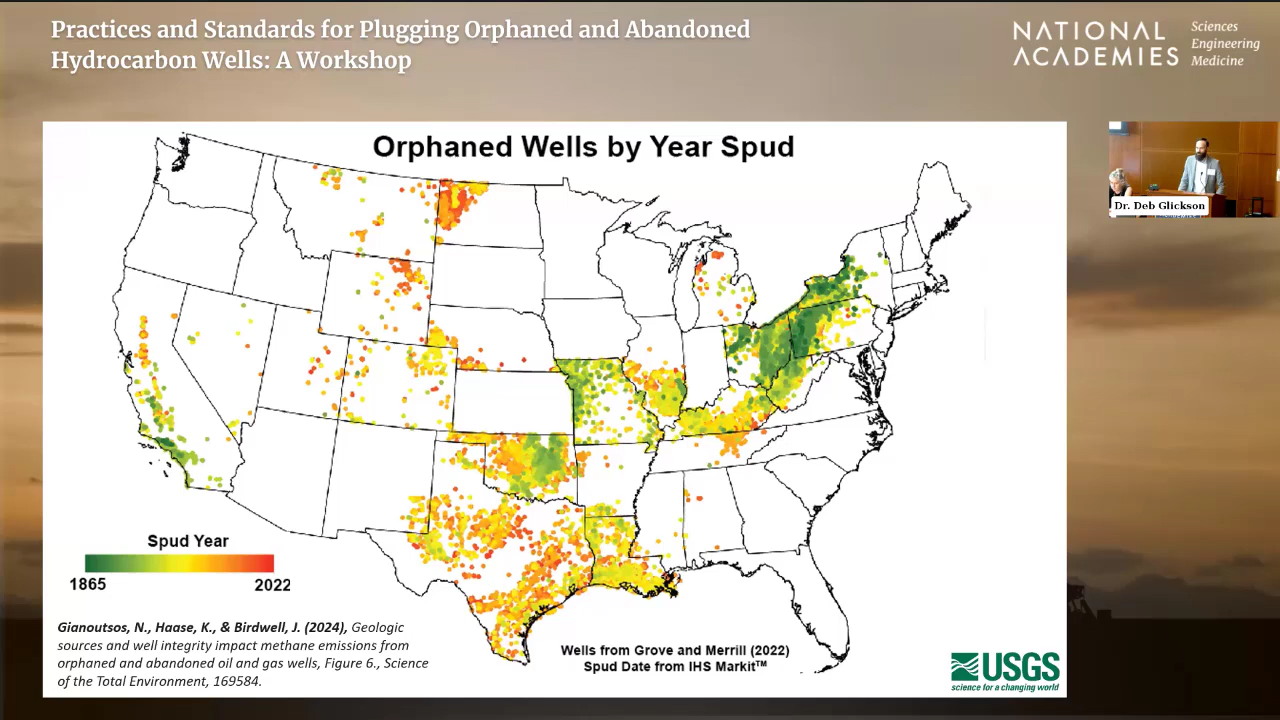 Practices and Standards for Plugging Orphaned and Abandoned
Hydrocarbon Wells: A Workshop
NATIONAL
ACADEMIES
Sciences
Engineering
Medicine
Orphaned Wells by Year Spud
Dr. Deb Glickson
Spud Year
1865
2022
Gianoutsos, N., Haase, K., & Birdwell, J. (2024), Geologic
sources and well integrity impact methane emissions from
orphaned and abandoned oil and gas wells, Figure 6., Science
of the Total Environment, 169584.
Wells from Grove and Merrill (2022)
Spud Date from IHS Markit™
USGS
science for a changing world